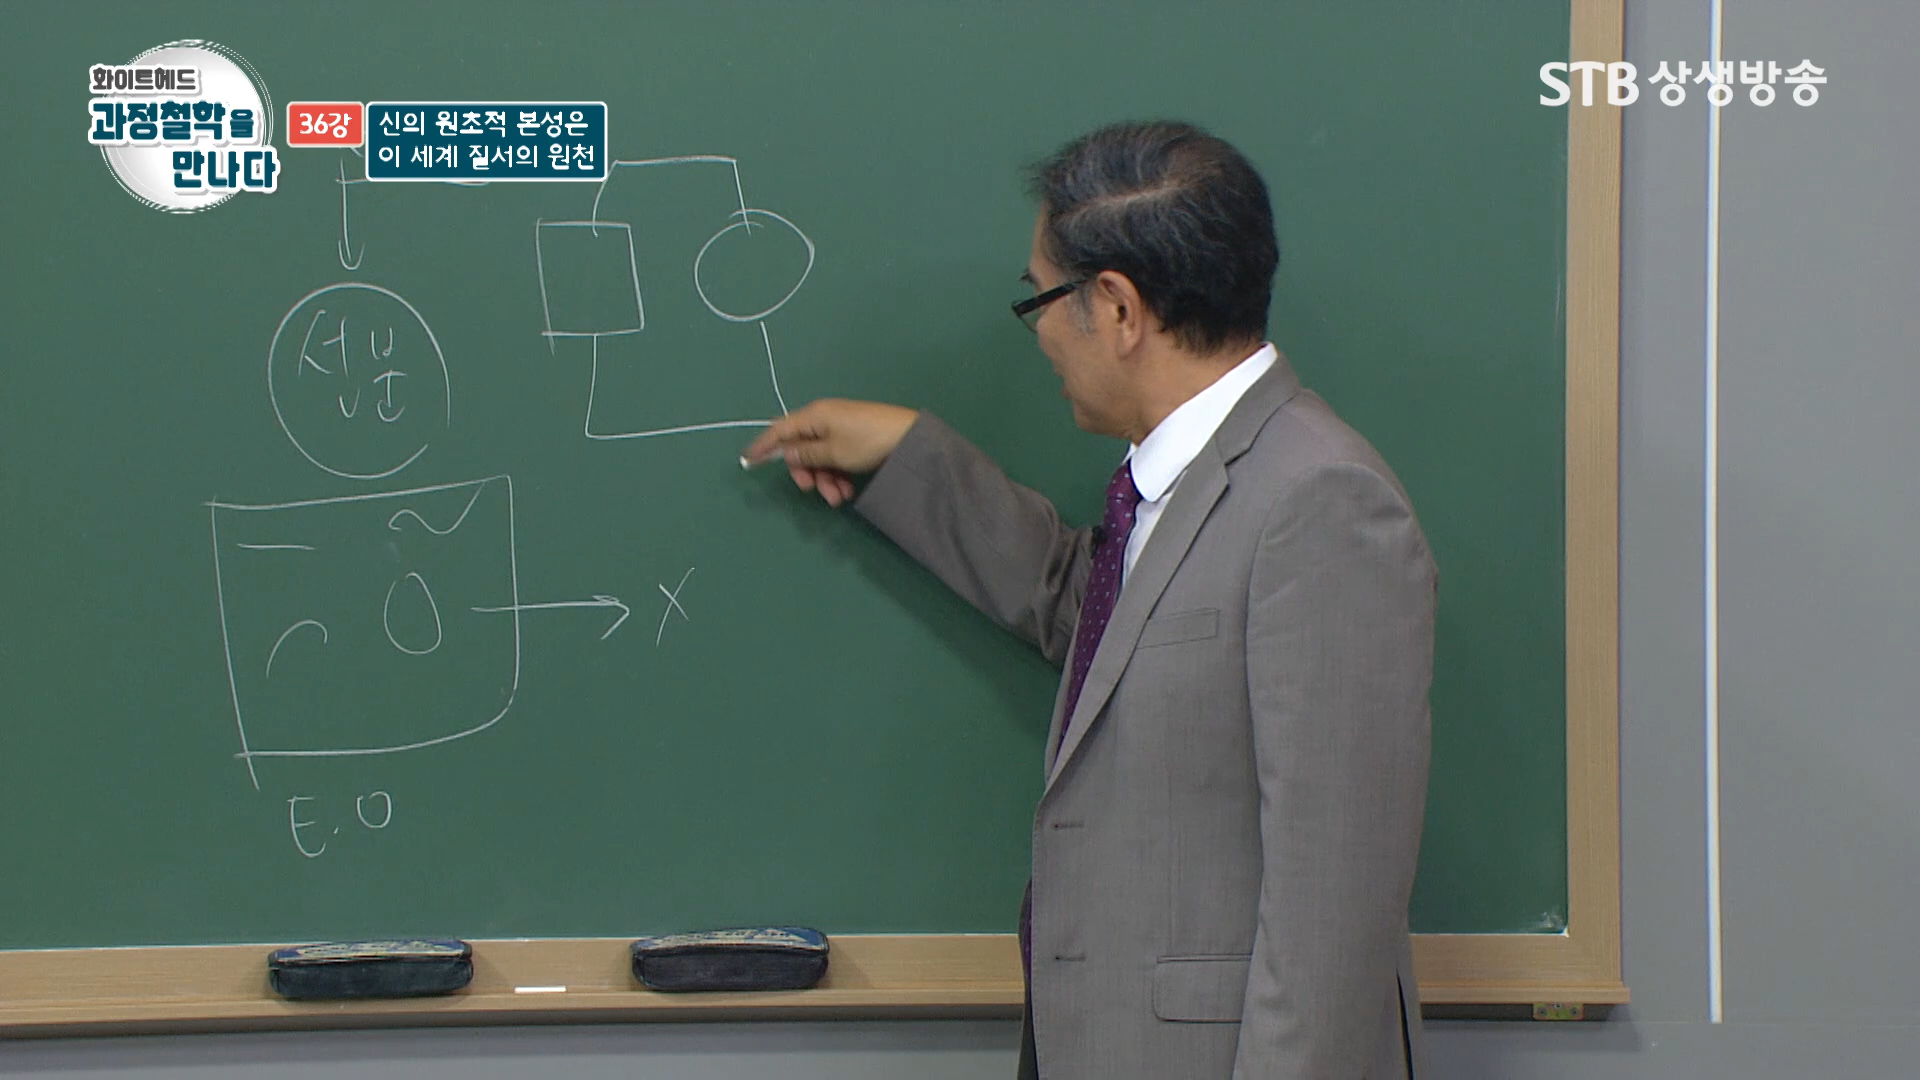 화이트헤드
과정철학을
만나다
36강
신의 원초적 본성은
이 세계 질서의 원천
STB 상생방송
선분
X
E.O